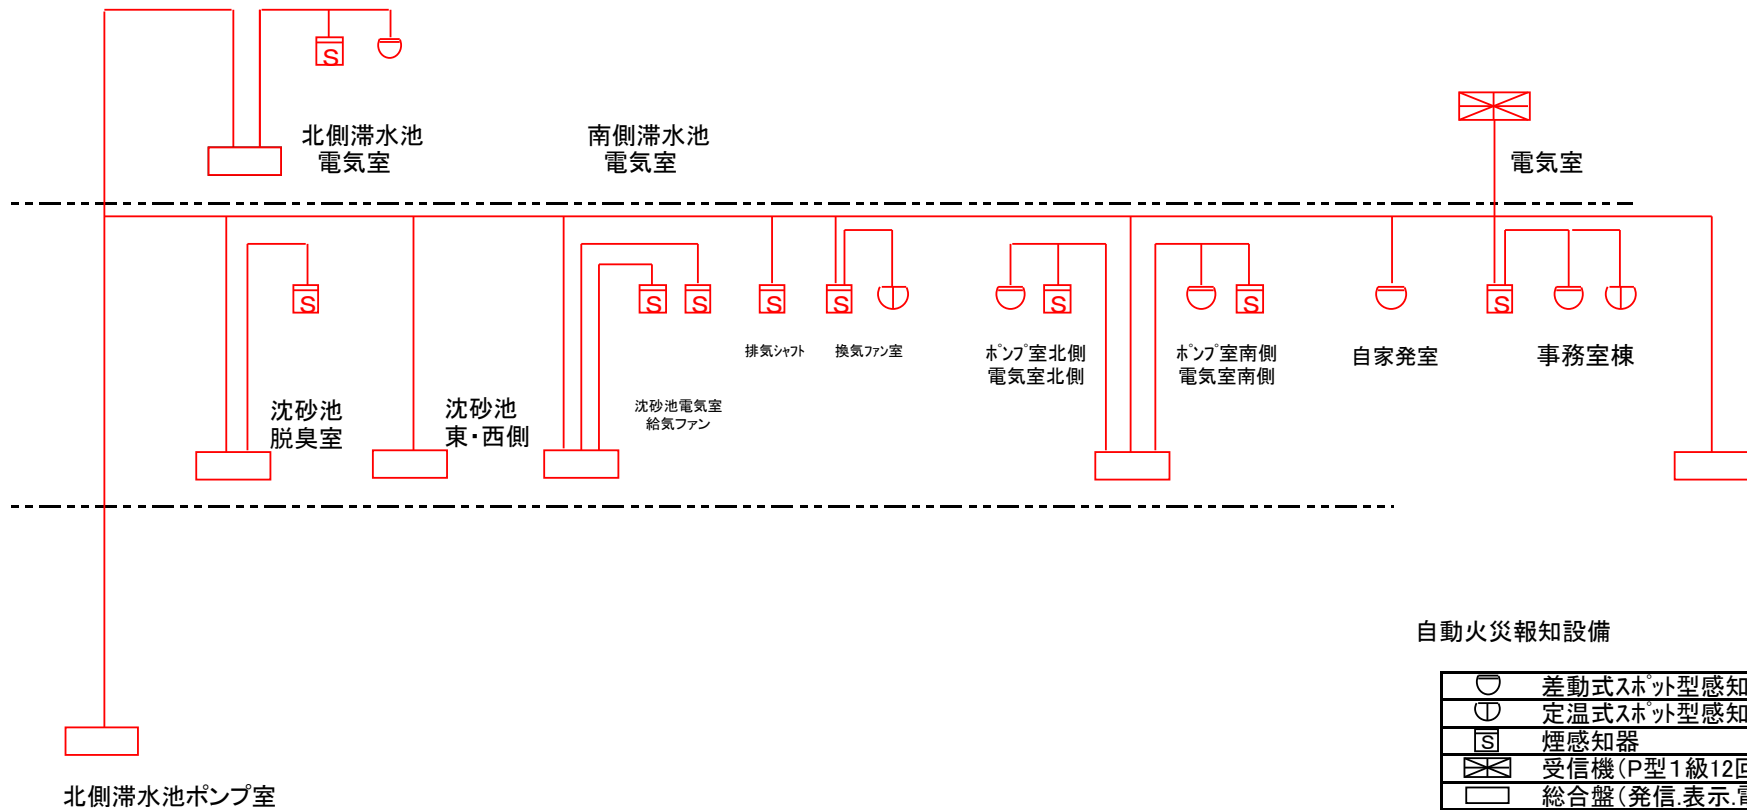 S
北側滞水池
電気室
南側滞水池
電気室
電気室
S
S
S
S
S
S
S
S
排気シャフト
換気ファン室
ポンプ室北側
電気室北側
ポンプ室南側
電気室南側
自家発室
事務室棟
沈砂池
脱臭室
沈砂池
東・西側
沈砂池電気室
給気ファン
自動火災報知設備
差動式スポット型感知
定温式スポット型感知
S 煙感知器
受信機(P型1級12回
総合盤(発信.表示.電
北側滞水池ポンプ室